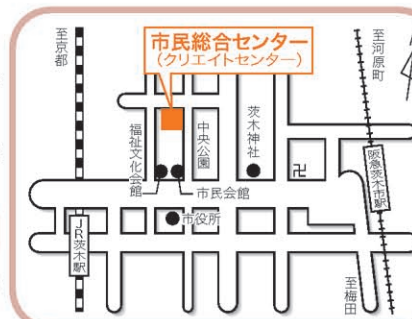 至京都
市民総合センター
(クリエイトセンター)
至河原町
福祉文化会館
中央公園
茨木神社
卍
阪急茨木市駅
市民会館
市役所
JR茨木駅
至梅田